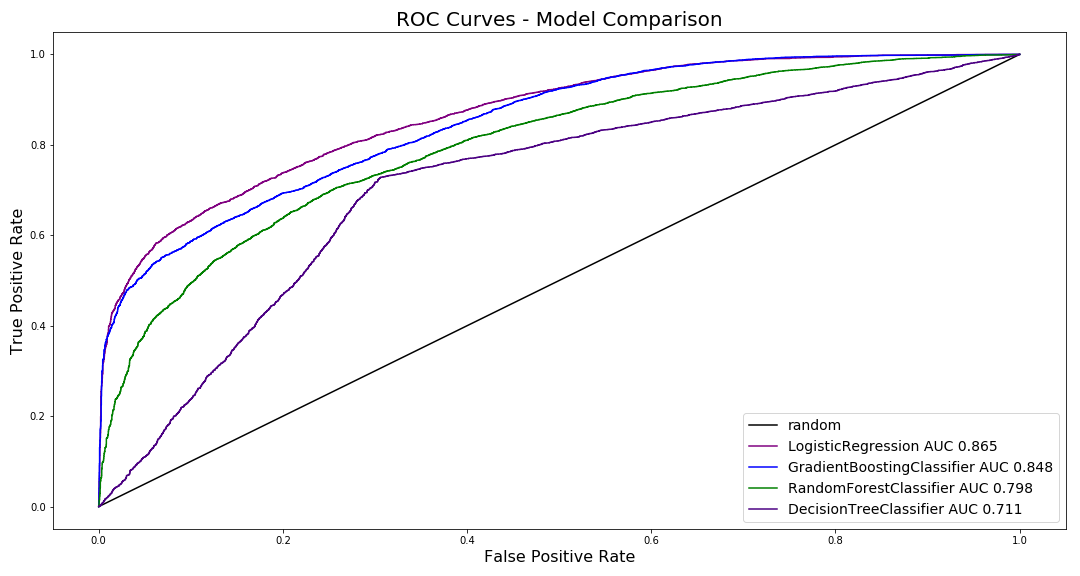 ROC Curves - Model Comparison
True Positive Rate
1.0
0.8
0.6
0.4
0.2
0.0
random
LogisticRegression AUC 0.865
GradientBoostingClassifier AUC 0.848
RandomForestClassifier AUC 0.798
DecisionTreeClassifier AUC 0.711
0.0 0.2 0.4 0.6 0.8 1.0
False Positive Rate